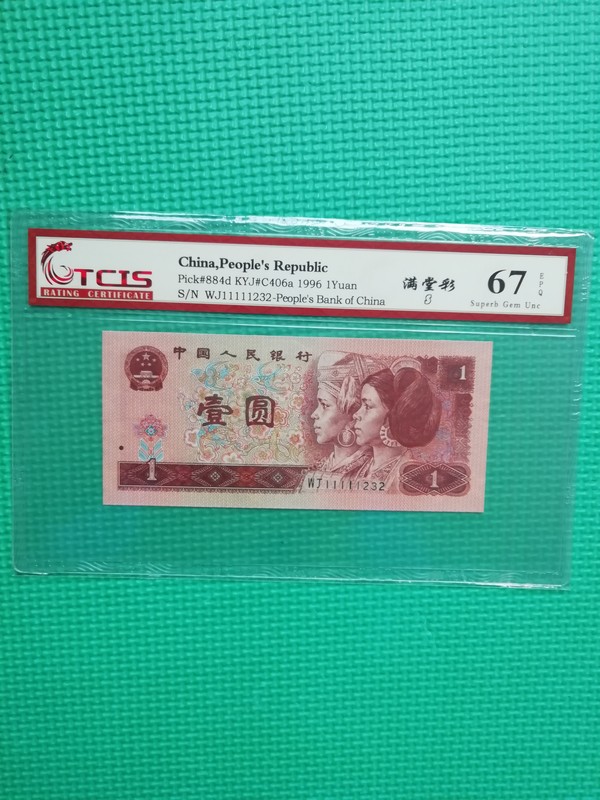 TCIS
RATING CERTIFICATE
China,People's Republic
Pick#884d KYJ#C406a 1996 1Yuan
S/N WJ11111232-People's Bank of China
满堂彩
67
EPQ
Superb Gem Unc
中国人民银行
壹圆
1
1
WJ11111232
1